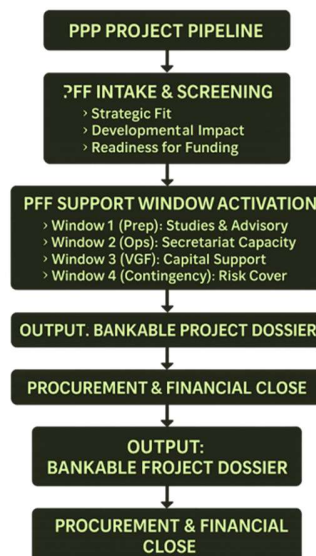 PPP PROJECT PIPELINE
PFF INTAKE & SCREENING
› Strategic Fit
› Developmental Impact
› Readiness for Funding
PFF SUPPORT WINDOW ACTIVATION
› Window 1 (Prep): Studies & Advisory
› Window 2 (Ops): Secretariat Capacity
› Window 3 (VGF): Capital Support
› Window 4 (Contingency): Risk Cover
OUTPUT. BANKABLE PROJECT DOSSIER
PROCUREMENT & FINANCIAL CLOSE
OUTPUT:
BANKABLE FROJECT DOSSIER
PROCUREMENT & FINANCIAL
CLOSE